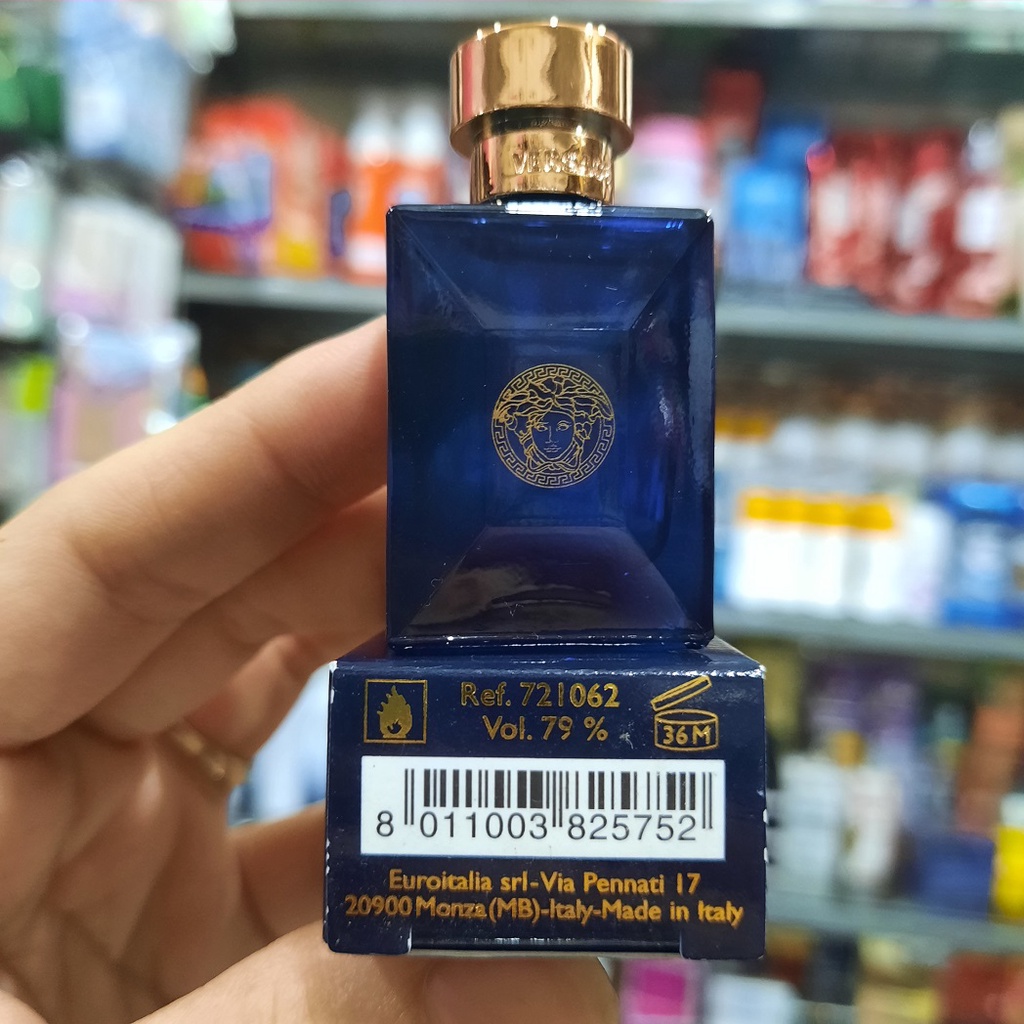 VERSACE
Ref. 721062
Vol. 79 %
36M
8 011003 825752
Euroitalia srl-Via Pennati 17
20900 Monza (MB)-Italy-Made in Italy